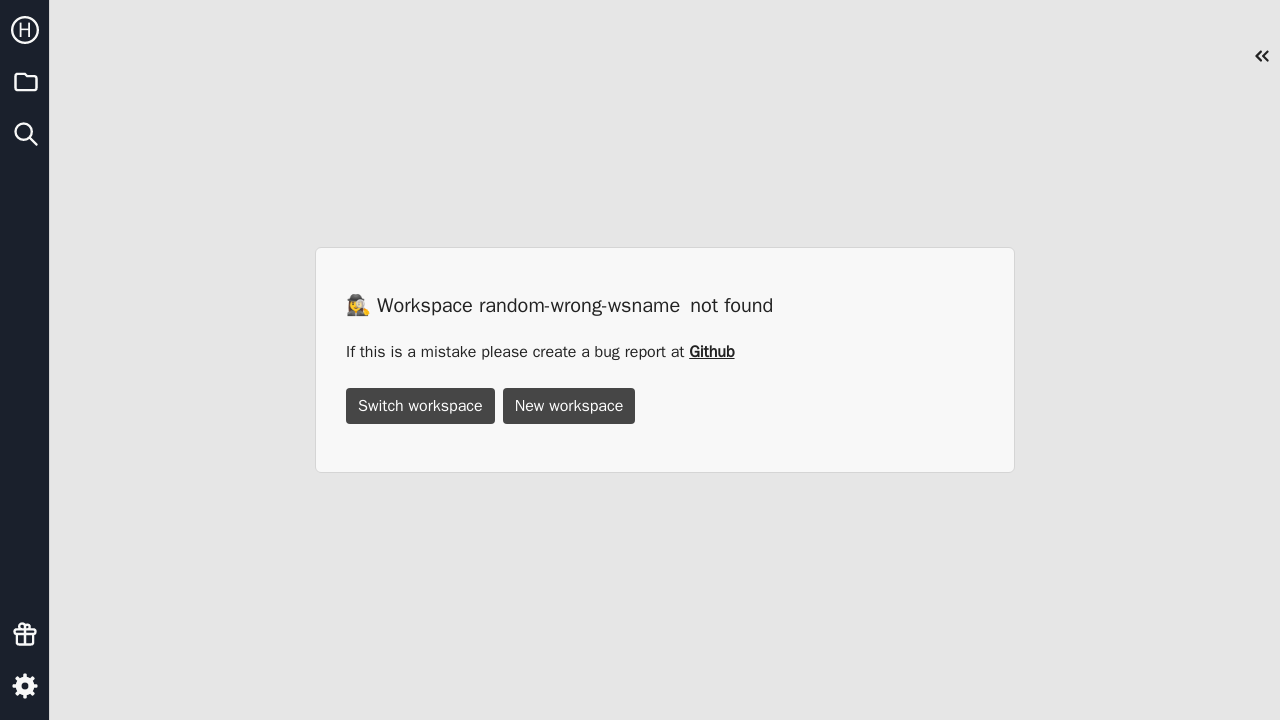 H
🕵️‍♀️ Workspace random-wrong-wsname not found
If this is a mistake please create a bug report at Github
Switch workspace New workspace